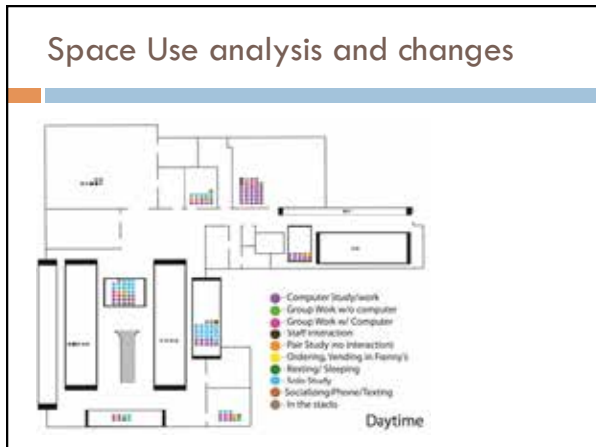 Space Use analysis and changes
Computer Study/work
Group Work w/o computer
Group Work w/ Computer
Staff Interaction
Pair Study (no interaction)
Ordering, Vending in Franny's
Resting/ Sleeping
Solo Study
Socializing/Phone/Texting
In the stacks
Daytime